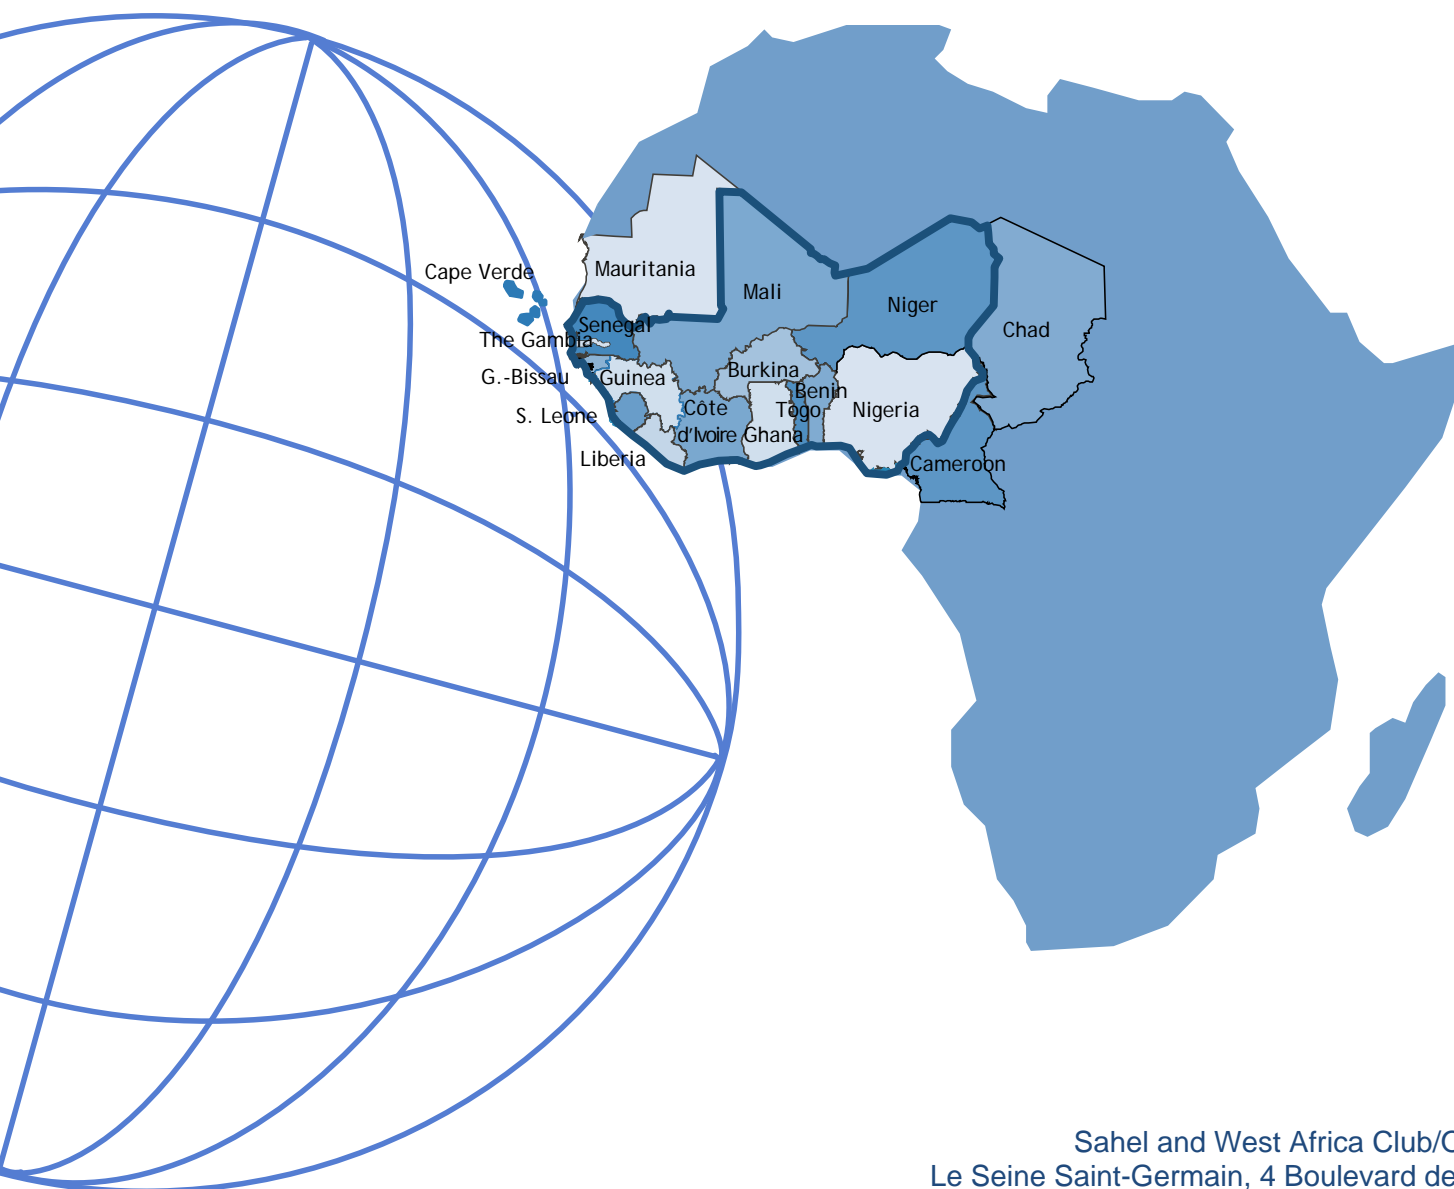 Cape Verde
Mauritania
Mali
Niger
Chad
Senegal
The Gambia
G.-Bissau
Guinea
Burkina
Benin
Togo
Nigeria
S. Leone
Côte
d'Ivoire
Ghana
Liberia
Cameroon
Sahel and West Africa Club/
Le Seine Saint-Germain, 4 Boulevard de